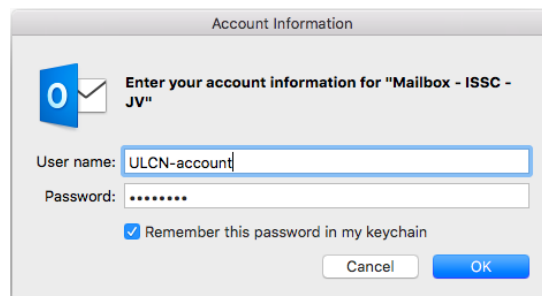 Account Information
Enter your account information for "Mailbox - ISSC -
JV"
User name: ULCN-account
Password: ••••••••
Remember this password in my keychain
Cancel OK